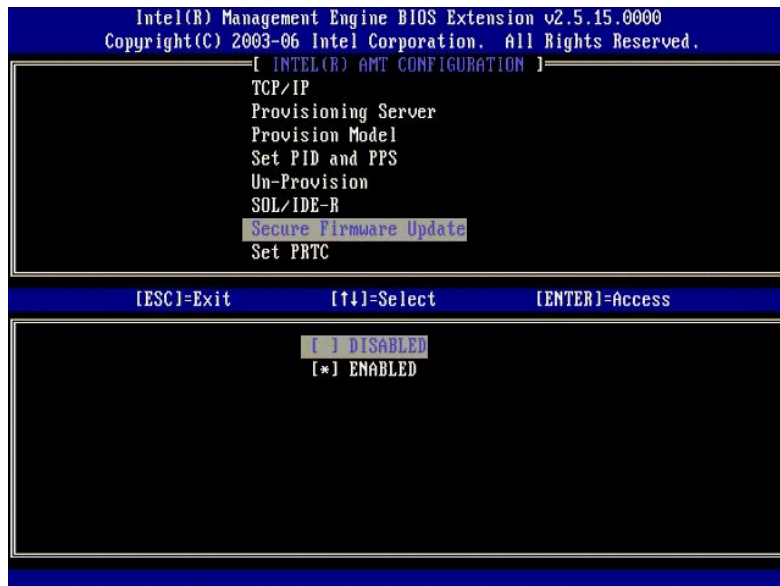 Intel(R) Management Engine BIOS Extension v2.5.15.0000
Copyright(C) 2003-06 Intel Corporation. All Rights Reserved.
[ INTEL(R) AMT CONFIGURATION ]
TCP/IP
Provisioning Server
Provision Model
Set PID and PPS
Un-Provision
SOL/IDE-R
Secure Firmware Update
Set PRTC
[ESC]=Exit [↑↓]=Select [ENTER]=Access
[ ] DISABLED
[*] ENABLED